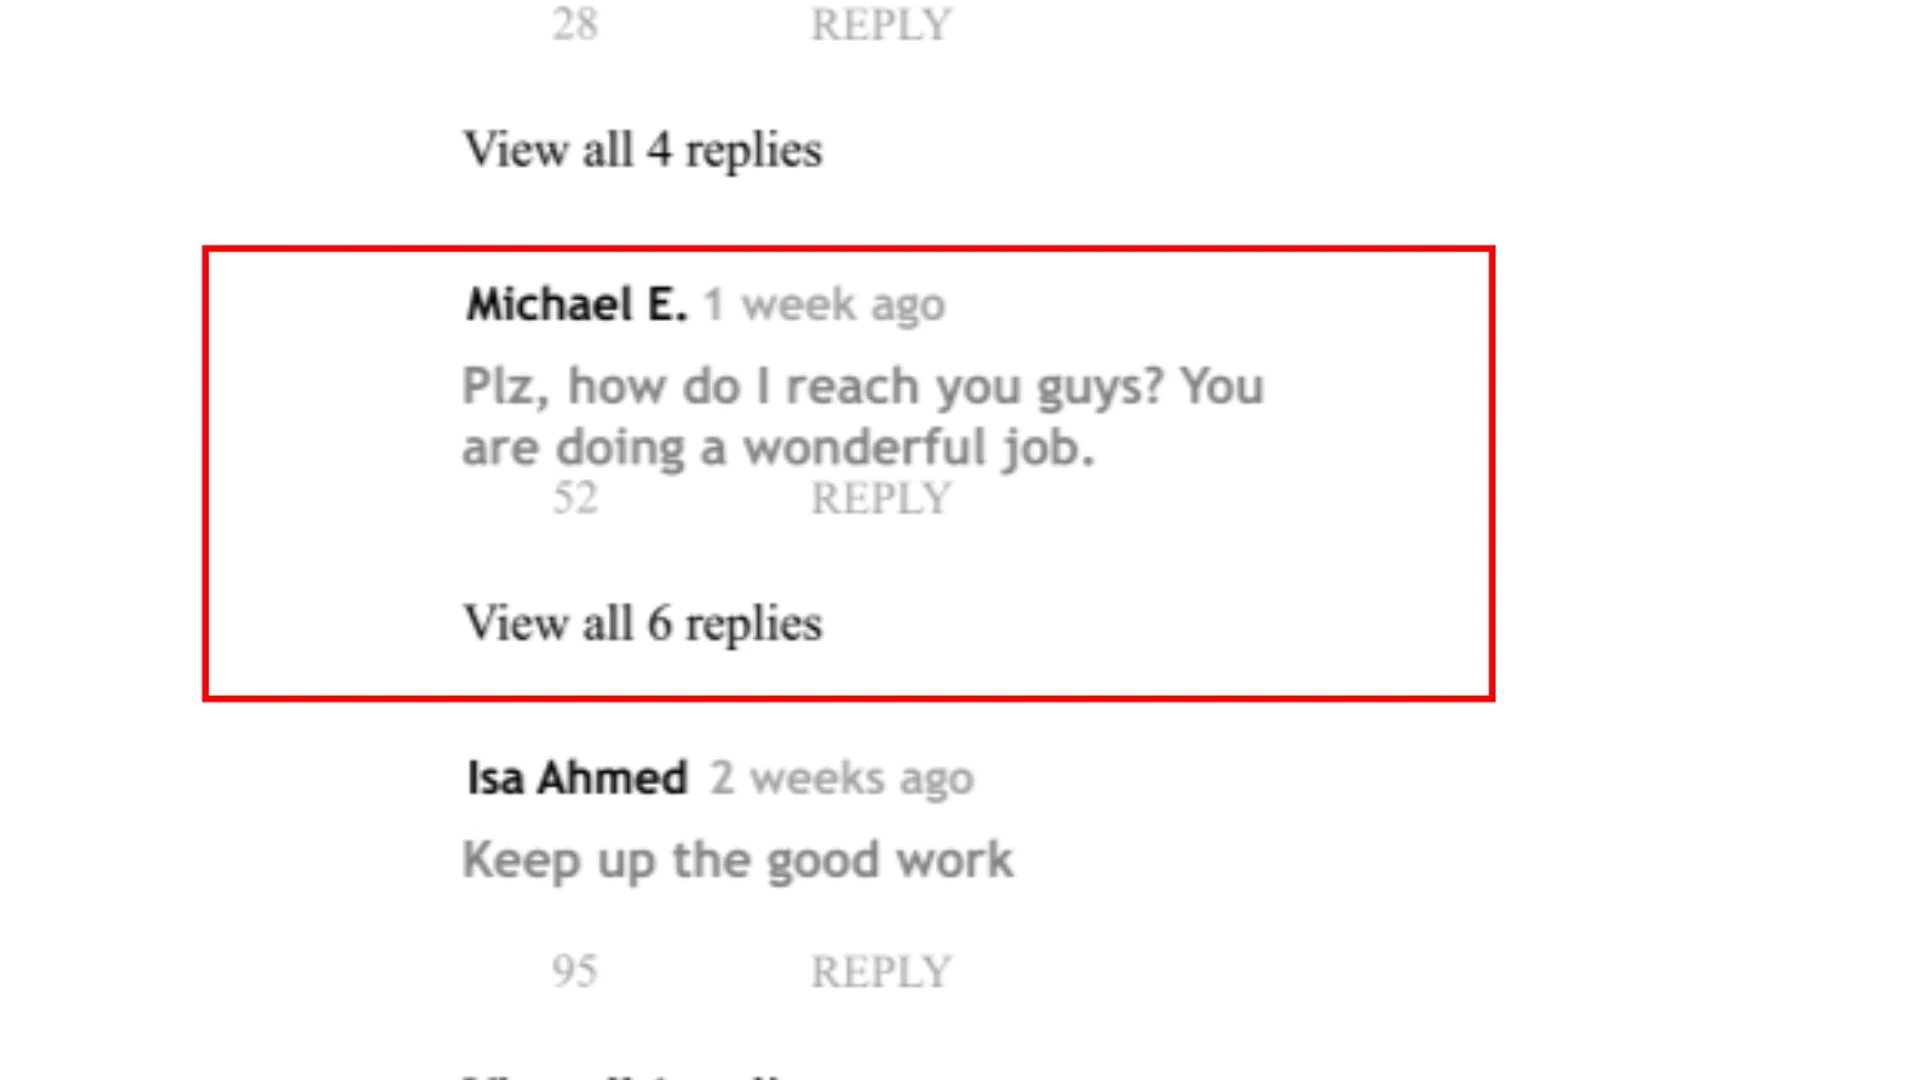 28 REPLY
View all 4 replies
Michael E. 1 week ago
Plz, how do I reach you guys? You
are doing a wonderful job.
52 REPLY
View all 6 replies
Isa Ahmed 2 weeks ago
Keep up the good work
95 REPLY